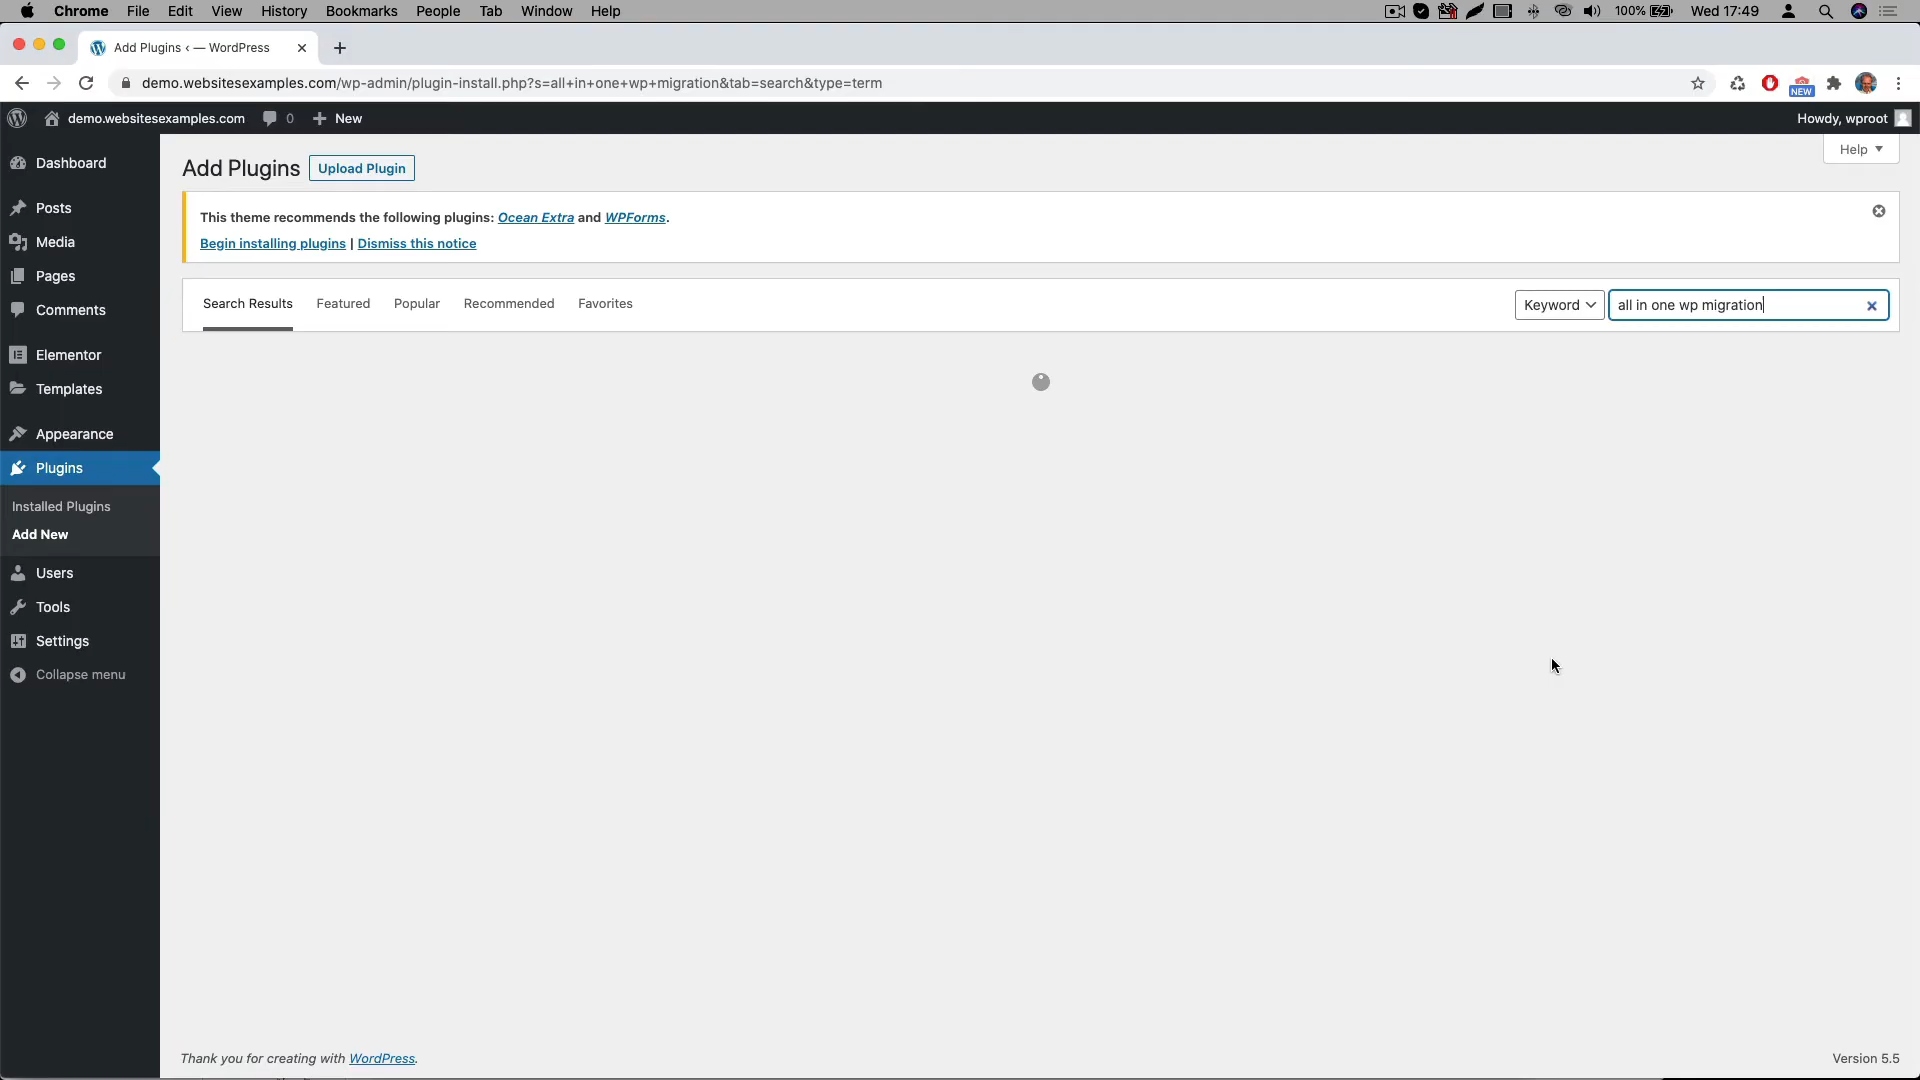 Chrome File Edit View History Bookmarks People Tab Window Help 100% Wed 17:49
Add Plugins ‹ — WordPress
demo.websitesexamples.com/wp-admin/plugin-install.php?s=all+in+one+wp+migration&tab=search&type=term
NEW
demo.websitesexamples.com 0 New Howdy, wproot
Help
Add Plugins Upload Plugin
This theme recommends the following plugins: Ocean Extra and WPForms.
Begin installing plugins | Dismiss this notice
Search Results Featured Popular Recommended Favorites Keyword all in one wp migration
Dashboard
Posts
Media
Pages
Comments
Elementor
Templates
Appearance
Plugins
Installed Plugins
Add New
Users
Tools
Settings
Collapse menu
Thank you for creating with WordPress. Version 5.5